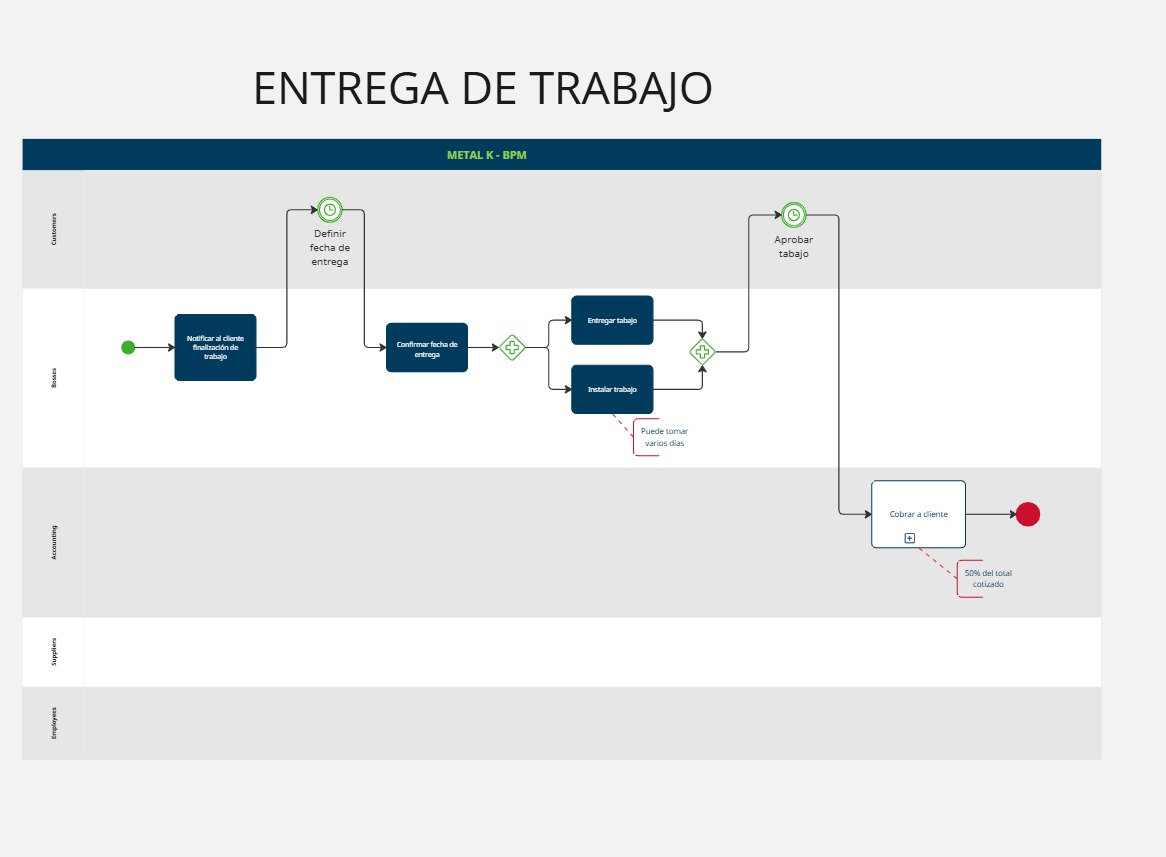 ENTREGA DE TRABAJO
METAL K - BPM
Customers
Definir
fecha de
entrega
Aprobar
tabajo
Bosses
Notificar al cliente
finalización de
trabajo
Confirmar fecha de
entrega
Entregar tabajo
Instalar trabajo
Puede tomar
varios días
Accounting
Cobrar a cliente
50% del total
cotizado
Suppliers
Employees